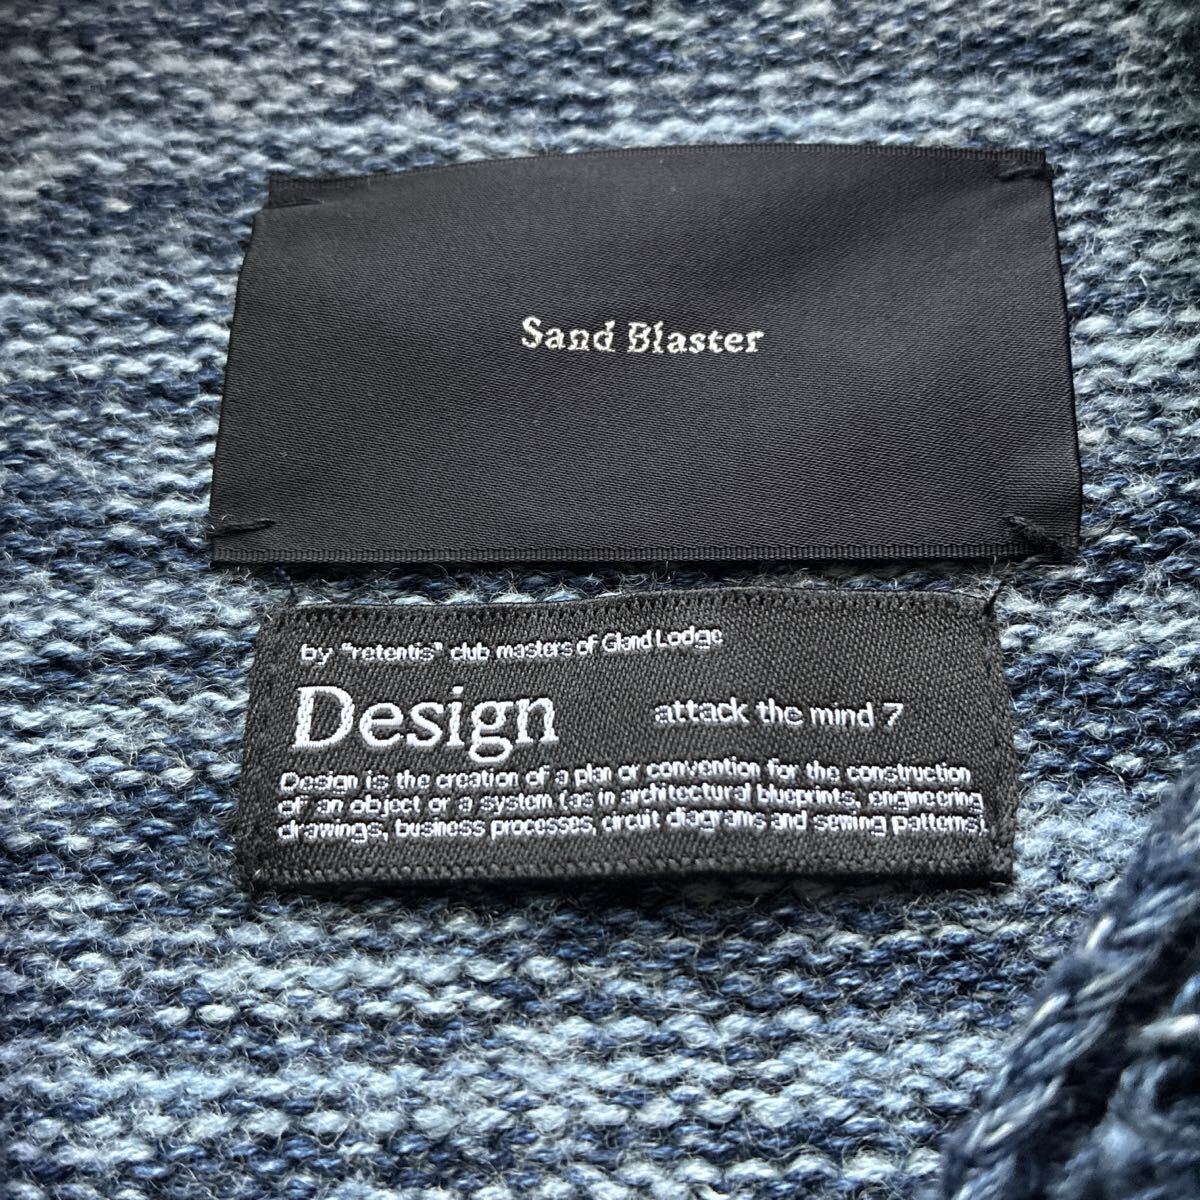 Sand Blaster
by "retentis" club masters of Gland Lodge
Design attack the mind 7
Design is the creation of a plan or convention for the construction
of an object or a system (as in architectural blueprints, engineering
drawings, business processes, circuit diagrams and sewing patterns).